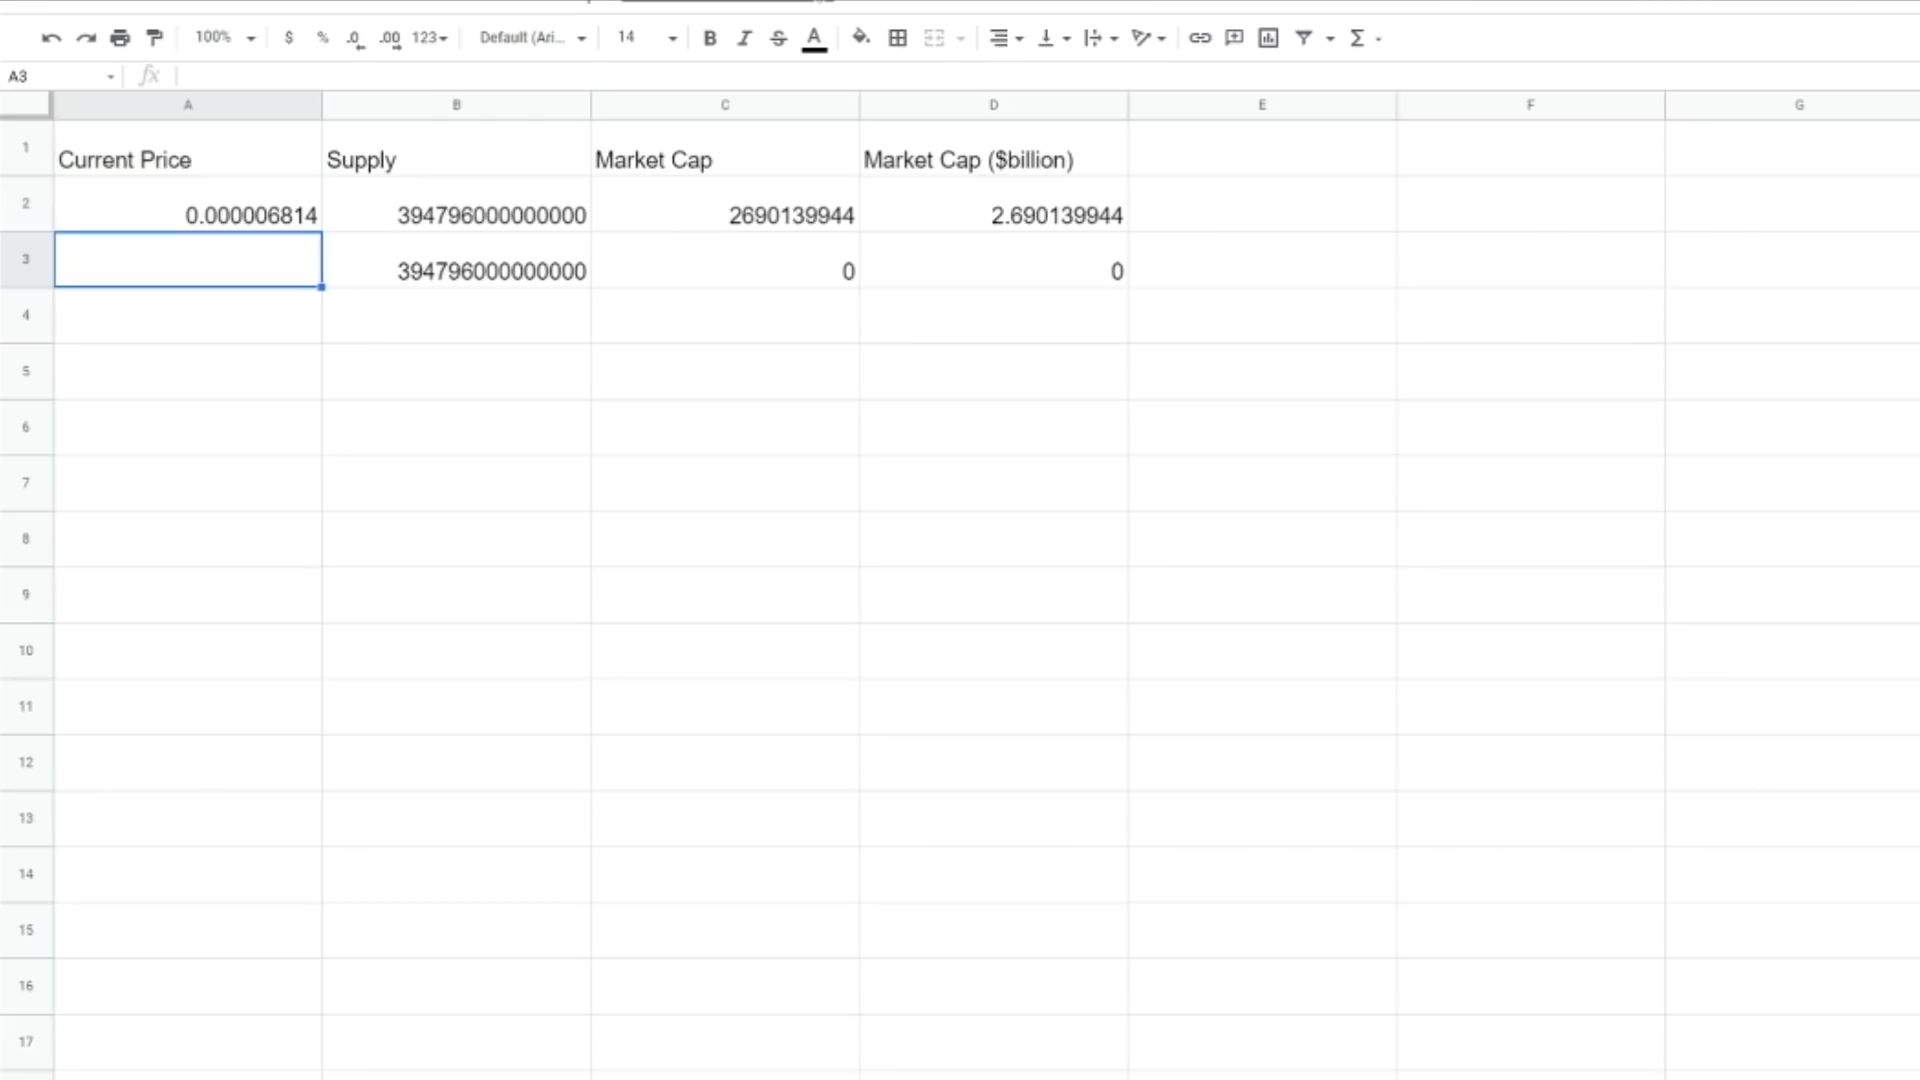 100% $ % .0 .00 123 Default (Ari... 14 B I S A Σ
A3 fx
A B C D E F G
1 Current Price Supply Market Cap Market Cap ($billion)
2 0.000006814 394796000000000 2690139944 2.690139944
3 394796000000000 0 0
4
5
6
7
8
9
10
11
12
13
14
15
16
17